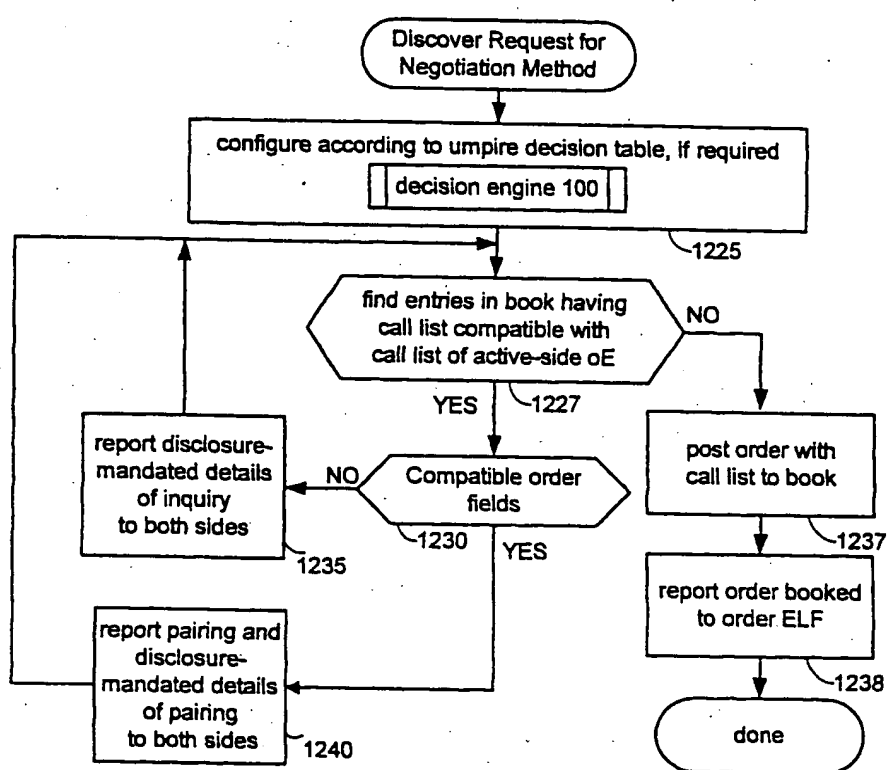 Discover Request for
Negotiation Method
configure according to umpire decision table, if required
decision engine 100
1225
find entries in book having
call list compatible with
call list of active-side oE
NO
1227
YES
report disclosure-
mandated details
of inquiry
to both sides
1235
NO
Compatible order
fields
1230
YES
post order with
call list to book
1237
report order booked
to order ELF
1238
report pairing and
disclosure-
mandated details
of pairing
to both sides
1240
done